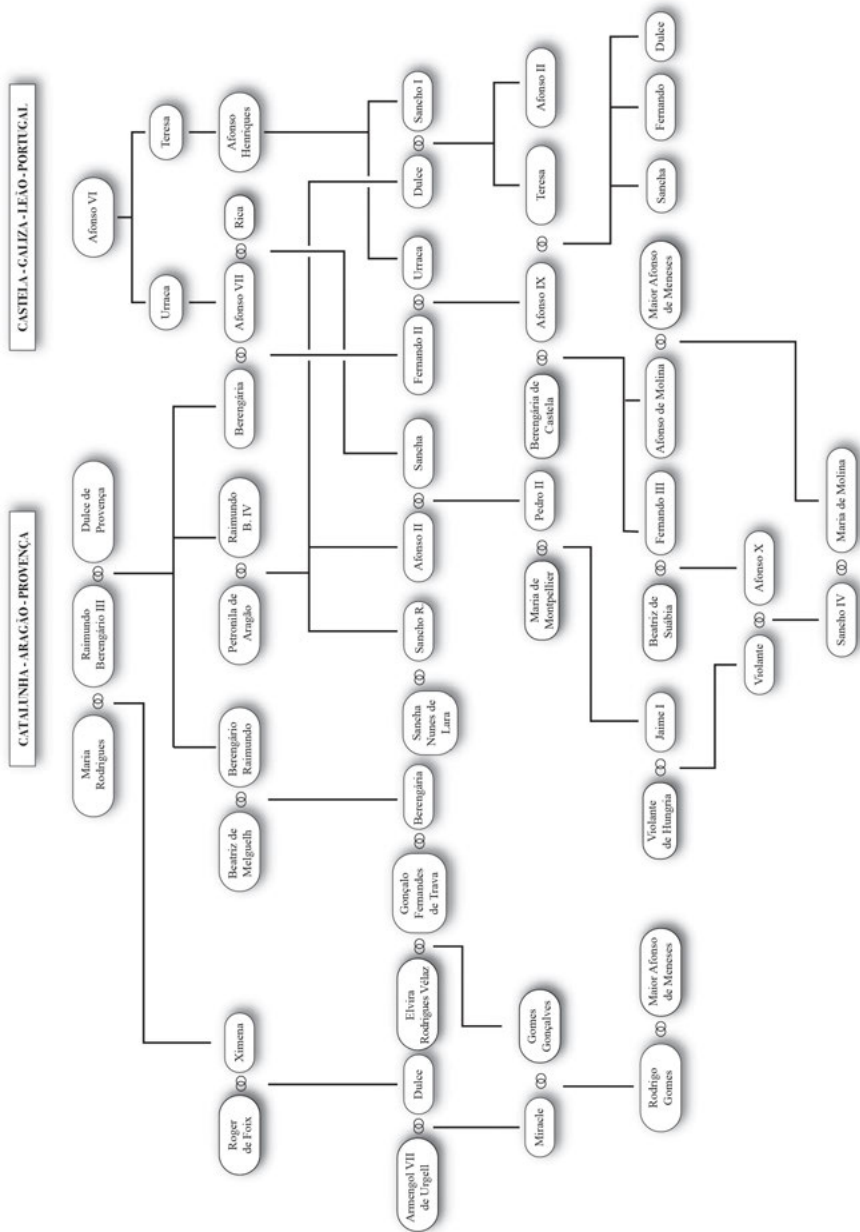 CATALUNHA - ARAGÃO - PROVENÇA
CASTELA - GALIZA - LEÃO - PORTUGAL
Maria
Rodrigues
Raimundo
Berengário III
Dulce de
Provença
Afonso VI
Urraca
Teresa
Roger
de Foix
Ximena
Beatriz de
Melguelh
Berengário
Raimundo
Petronila de
Aragão
Raimundo
B. IV
Berengária
Afonso VII
Rica
Afonso
Henriques
Armengol VII
de Urgell
Dulce
Elvira
Rodrigues Vélaz
Gonçalo
Fernandes
de Trava
Berengária
Sancha
Nunes de
Lara
Sancho R.
Afonso II
Sancha
Fernando II
Urraca
Dulce
Sancho I
Miracle
Gomes
Gonçalves
Maria de
Montpellier
Pedro II
Berengária de
Castela
Afonso IX
Teresa
Afonso II
Rodrigo
Gomes
Maior Afonso
de Meneses
Violante
de Hungria
Jaime I
Beatriz de
Suábia
Fernando III
Afonso de Molina
Maior Afonso
de Meneses
Sancha
Fernando
Dulce
Violante
Afonso X
Sancho IV
Maria de Molina